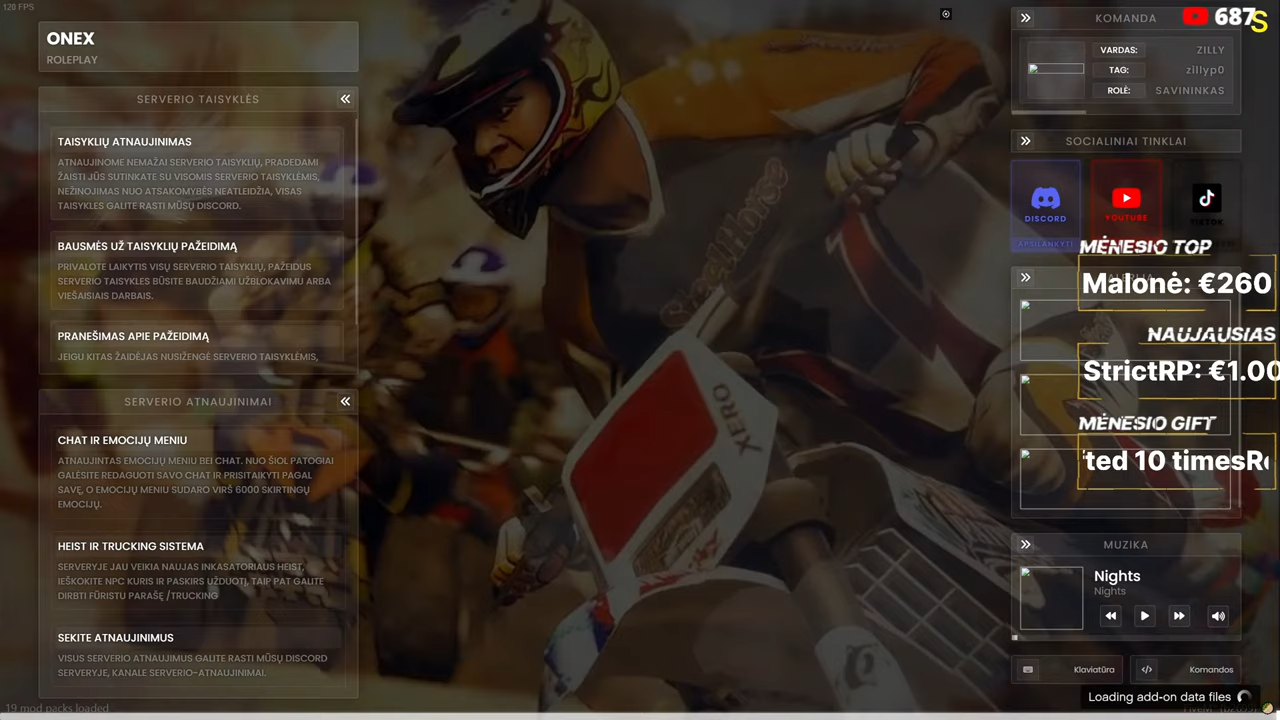 120 FPS
ONEX
ROLEPLAY
SERVERIO TAISYKLĖS
TAISYKLIŲ ATNAUJINIMAS
ATNAUJINOME NEMAŽAI SERVERIO TAISYKLIŲ, PRADEDAMI
ŽAISTI JŪS SUTINKATE SU VISOMIS SERVERIO TAISYKLĖMIS,
NEŽINOJIMAS NUO ATSAKOMYBĖS NEATLEIDŽIA, VISAS
TAISYKLES GALITE RASTI MŪSŲ DISCORD.
BAUSMĖS UŽ TAISYKLIŲ PAŽEIDIMĄ
PRIVALOTE LAIKYTIS VISŲ SERVERIO TAISYKLIŲ, PAŽEIDUS
SERVERIO TAISYKLES BŪSITE BAUDŽIAMI UŽBLOKAVIMU ARBA
VIEŠAISIAIS DARBAIS.
PRANEŠIMAS APIE PAŽEIDIMĄ
JEIGU KITAS ŽAIDĖJAS NUSIŽENGĖ SERVERIO TAISYKLĖMIS,
SERVERIO ATNAUJINIMAI
CHAT IR EMOCIJŲ MENIU
ATNAUJINTAS EMOCIJŲ MENIU BEI CHAT. NUO ŠIOL PATOGIAI
GALĖSITE REDAGUOTI SAVO CHAT IR PRISITAIKYTI PAGAL
SAVĘ, O EMOCIJŲ MENIU SUDARO VIRŠ 6000 SKIRTINGŲ
EMOCIJŲ.
HEIST IR TRUCKING SISTEMA
SERVERYJE JAU VEIKIA NAUJAS INKASATORIAUS HEIST,
IEŠKOKITE NPC KURIS IR PASKIRS UŽDUOTĮ, TAIP PAT GALITE
DIRBTI FŪRISTU PARAŠĘ /TRUCKING
SEKITE ATNAUJINIMUS
VISUS SERVERIO ATNAUJIMUS GALITE RASTI MŪSŲ DISCORD
SERVERYJE, KANALE SERVERIO-ATNAUJINIMAI.
19 mod packs loaded
XERO
KOMANDA
687
S
VARDAS:
ZILLY
TAG:
zillyp0
ROLĖ:
SAVININKAS
SOCIALINIAI TINKLAI
DISCORD
YOUTUBE
TIKTOK
APSILANKYTI
MĖNESIO TOP
Malonė: €260
NAUJAUSIAS
StrictRP: €1.00
MĖNESIO GIFT
ted 10 timesR
MUZIKA
Nights
Nights
Klaviatūra
Komandos
Loading add-on data files